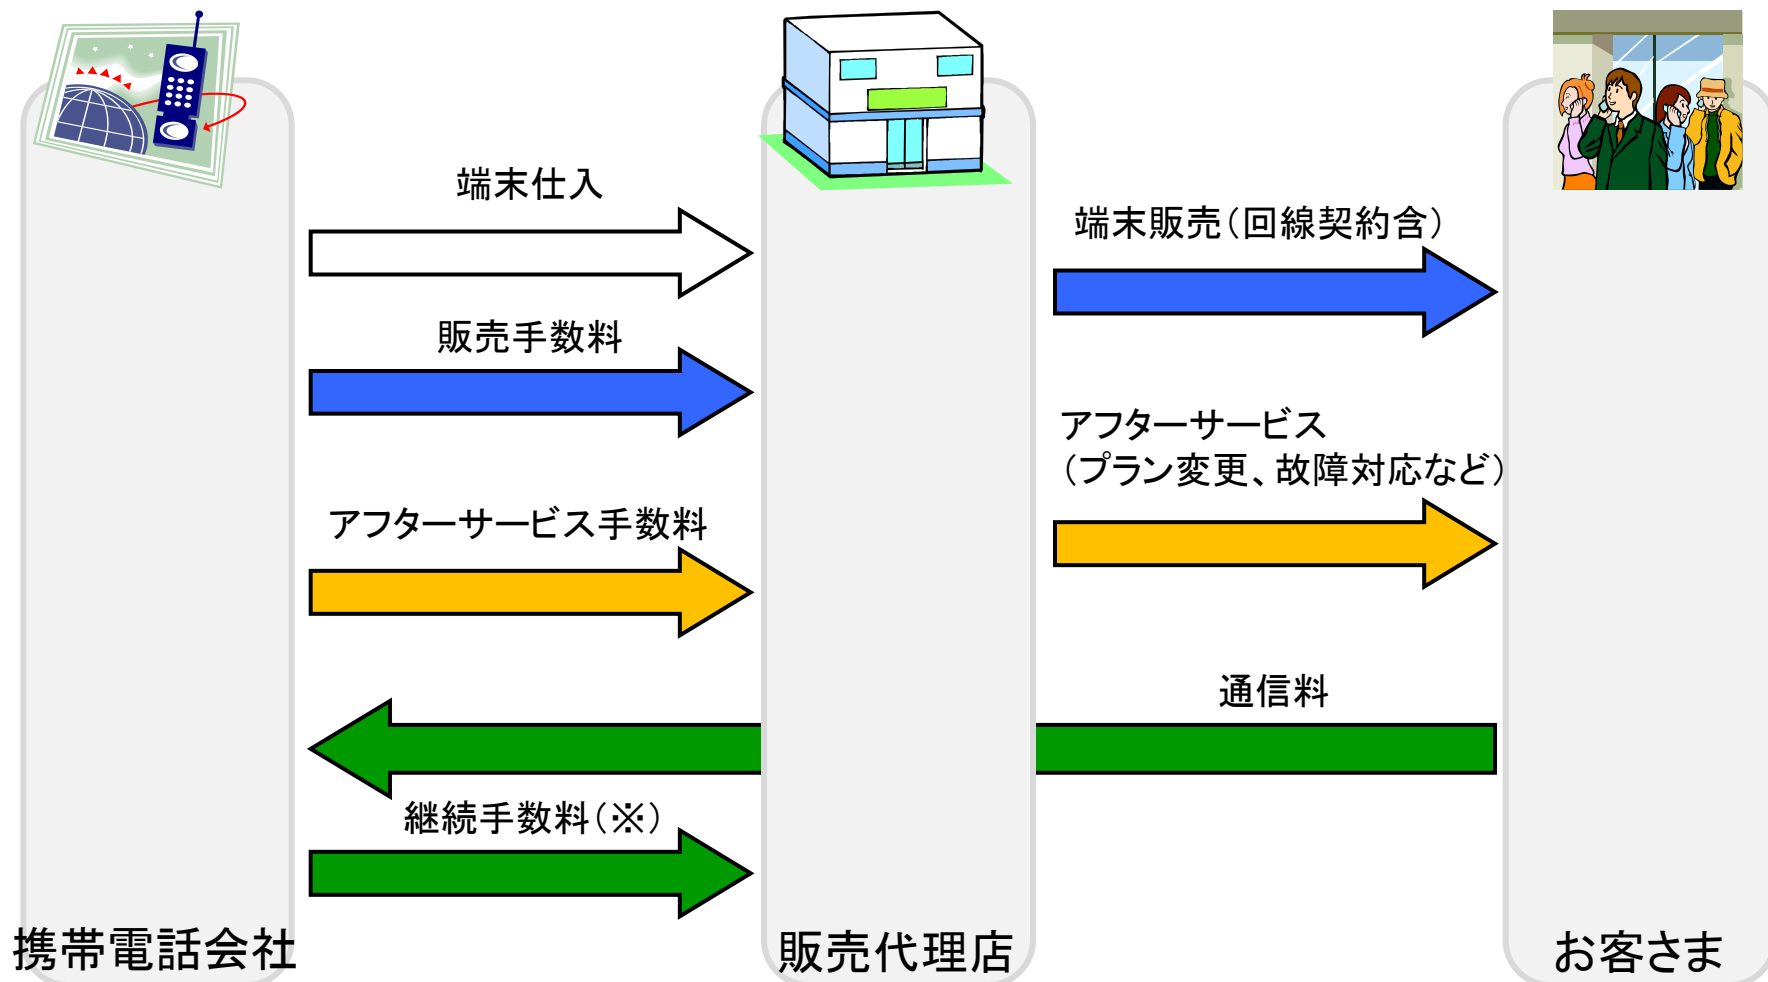 端末仕入
端末販売（回線契約含）
販売手数料
アフターサービス
（プラン変更、故障対応など）
アフターサービス手数料
通信料
継続手数料（※）
携帯電話会社
販売代理店
お客さま